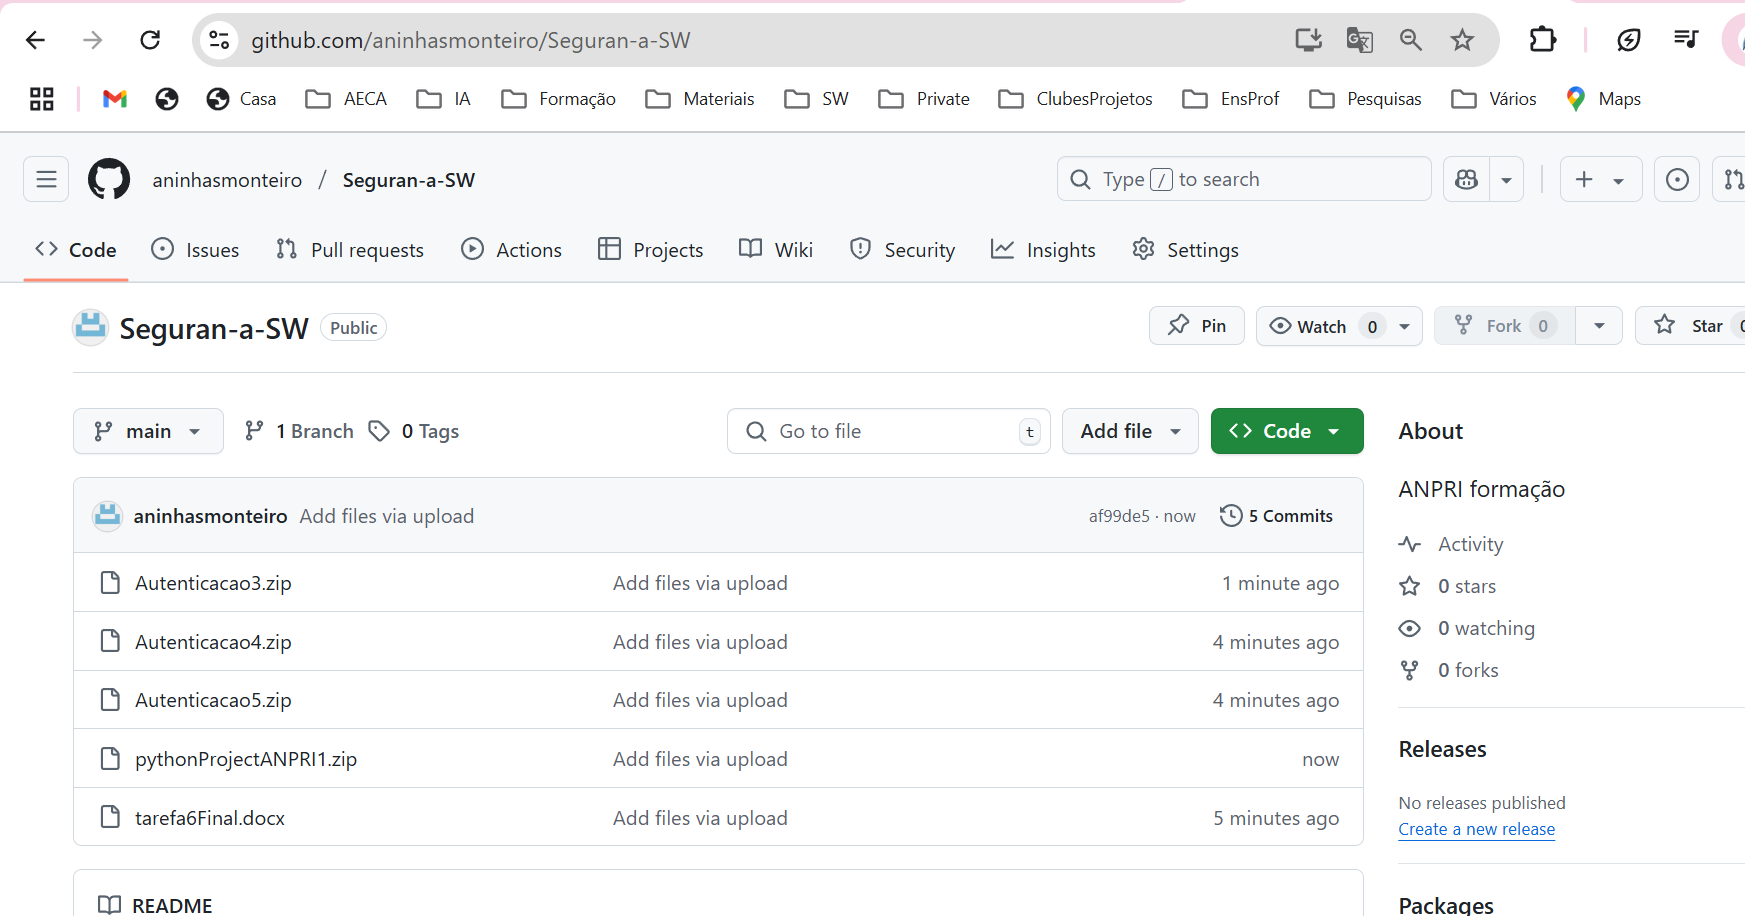 github.com/aninhasmonteiro/Seguran-a-SW
Casa AECA IA Formação Materiais SW Private ClubesProjetos EnsProf Pesquisas Vários Maps
aninhasmonteiro / Seguran-a-SW Type / to search
Code Issues Pull requests Actions Projects Wiki Security Insights Settings
Seguran-a-SW Public Pin Watch 0 Fork 0 Star 0
main 1 Branch 0 Tags Go to file t Add file Code About
ANPRI formação
aninhasmonteiro Add files via upload af99de5 · now 5 Commits
Activity
Autenticacao3.zip Add files via upload 1 minute ago
0 stars
Autenticacao4.zip Add files via upload 4 minutes ago
0 watching
0 forks
Autenticacao5.zip Add files via upload 4 minutes ago
pythonProjectANPRI1.zip Add files via upload now
Releases
tarefa6Final.docx Add files via upload 5 minutes ago
No releases published
Create a new release
README
Packages